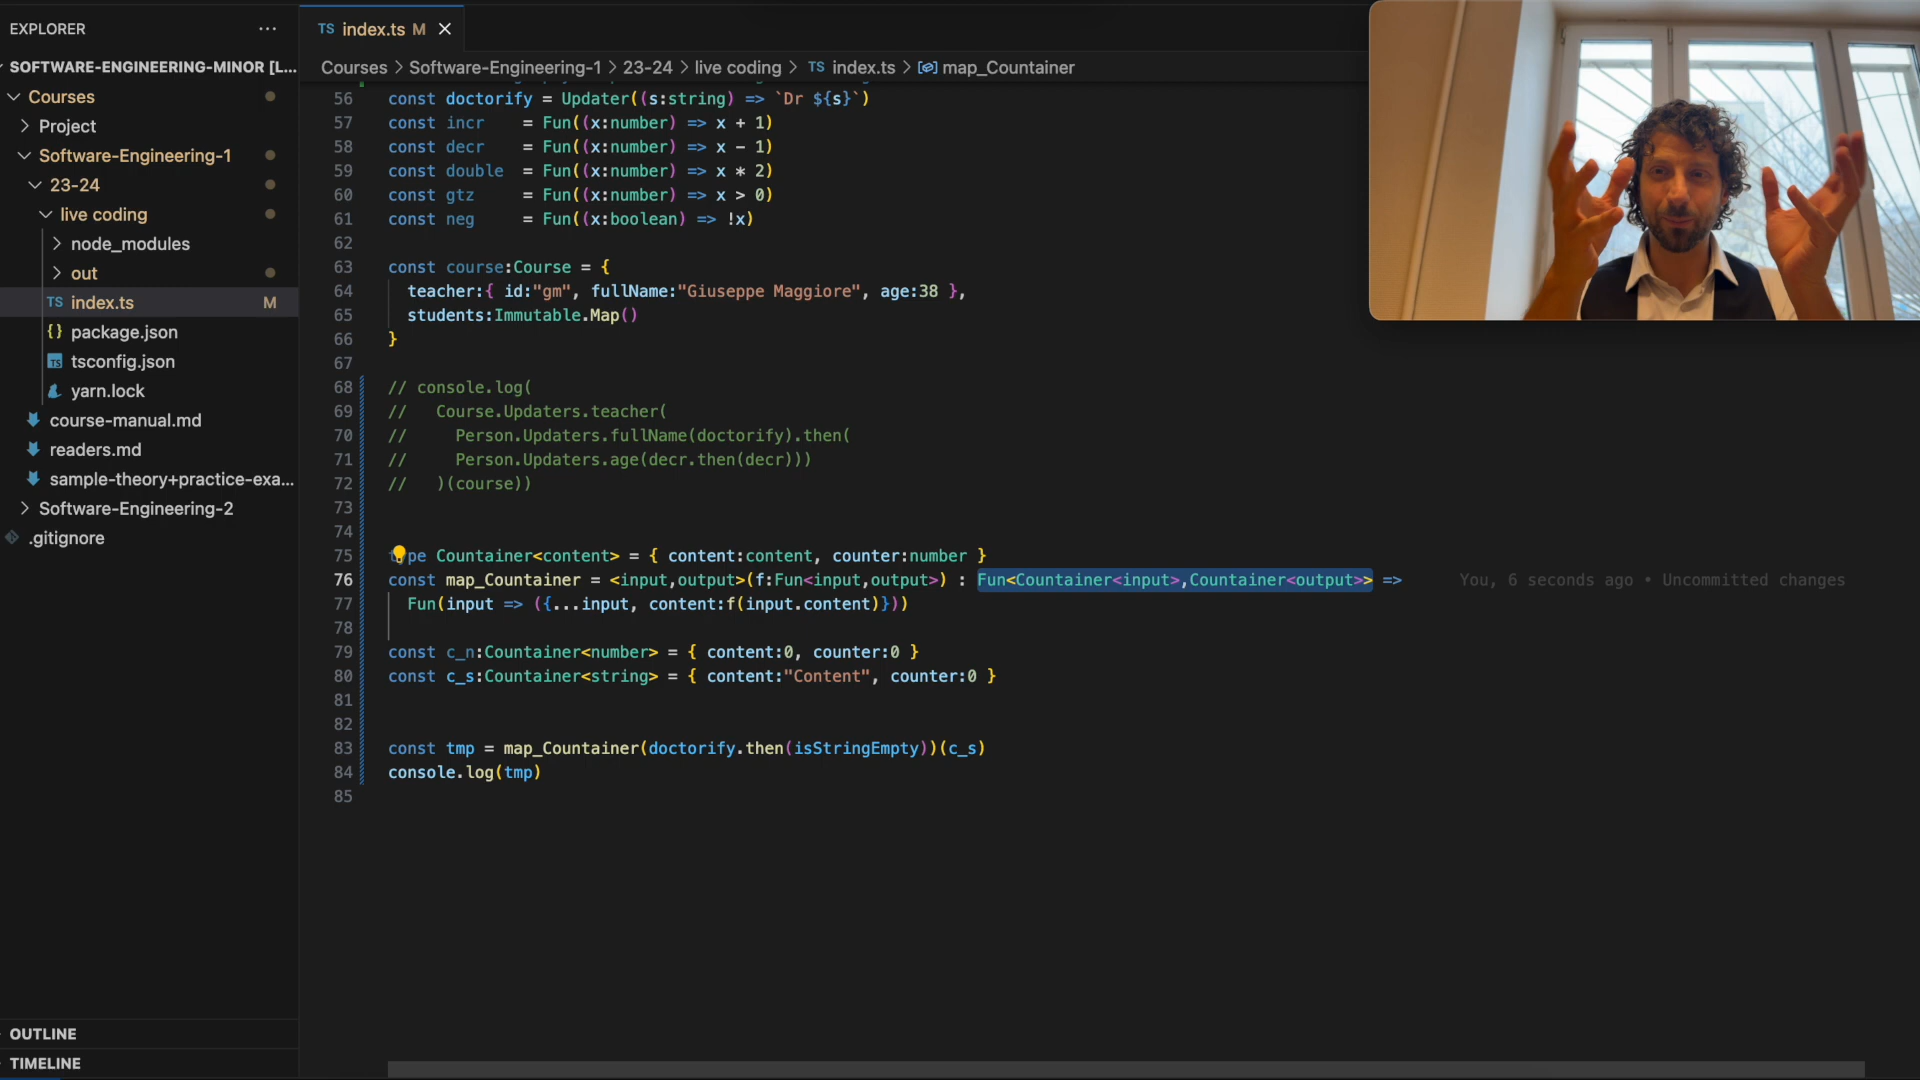 EXPLORER
SOFTWARE-ENGINEERING-MINOR [L...
Courses
Project
Software-Engineering-1
23-24
live coding
node_modules
out
TS index.ts M
{} package.json
TS tsconfig.json
yarn.lock
course-manual.md
readers.md
sample-theory+practice-exa...
Software-Engineering-2
.gitignore
OUTLINE
TIMELINE
TS index.ts M
Courses > Software-Engineering-1 > 23-24 > live coding > TS index.ts > map_Countainer
56 const doctorify = Updater((s:string) => `Dr ${s}`)
57 const incr = Fun((x:number) => x + 1)
58 const decr = Fun((x:number) => x - 1)
59 const double = Fun((x:number) => x * 2)
60 const gtz = Fun((x:number) => x > 0)
61 const neg = Fun((x:boolean) => !x)
62
63 const course:Course = {
64 teacher:{ id:"gm", fullName:"Giuseppe Maggiore", age:38 },
65 students:Immutable.Map()
66 }
67
68 // console.log(
69 // Course.Updaters.teacher(
70 // Person.Updaters.fullName(doctorify).then(
71 // Person.Updaters.age(decr.then(decr)))
72 // )(course))
73
74
75 type Countainer<content> = { content:content, counter:number }
76 const map_Countainer = <input,output>(f:Fun<input,output>) : Fun<Countainer<input>,Countainer<output>> => You, 6 seconds ago • Uncommitted changes
77 Fun(input => ({...input, content:f(input.content)}))
78
79 const c_n:Countainer<number> = { content:0, counter:0 }
80 const c_s:Countainer<string> = { content:"Content", counter:0 }
81
82
83 const tmp = map_Countainer(doctorify.then(isStringEmpty))(c_s)
84 console.log(tmp)
85